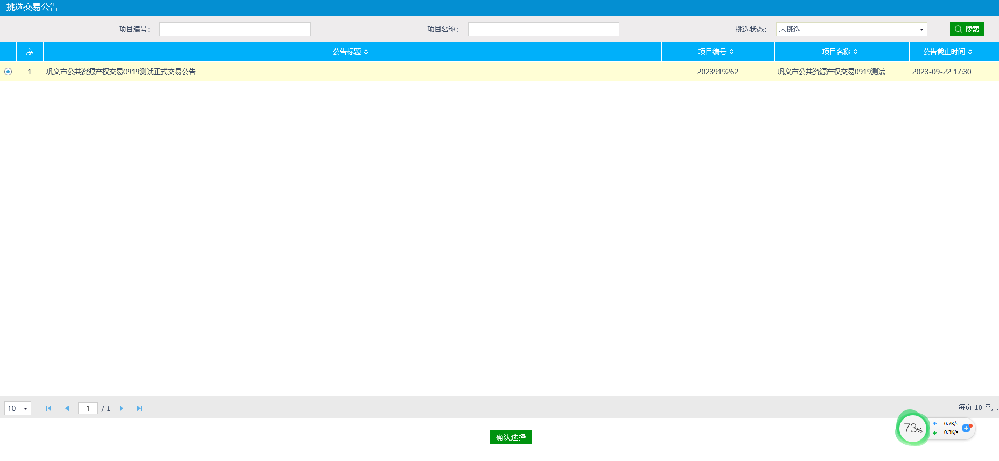 挑选交易公告
项目编号： 项目名称： 挑选状态： 未挑选 搜索
序 公告标题 项目编号 项目名称 公告截止时间
1 巩义市公共资源产权交易0919测试正式交易公告 2023919262 巩义市公共资源产权交易0919测试 2023-09-22 17:30
10 1 / 1 每页 10 条,
73% 0.7K/s
0.3K/s
确认选择